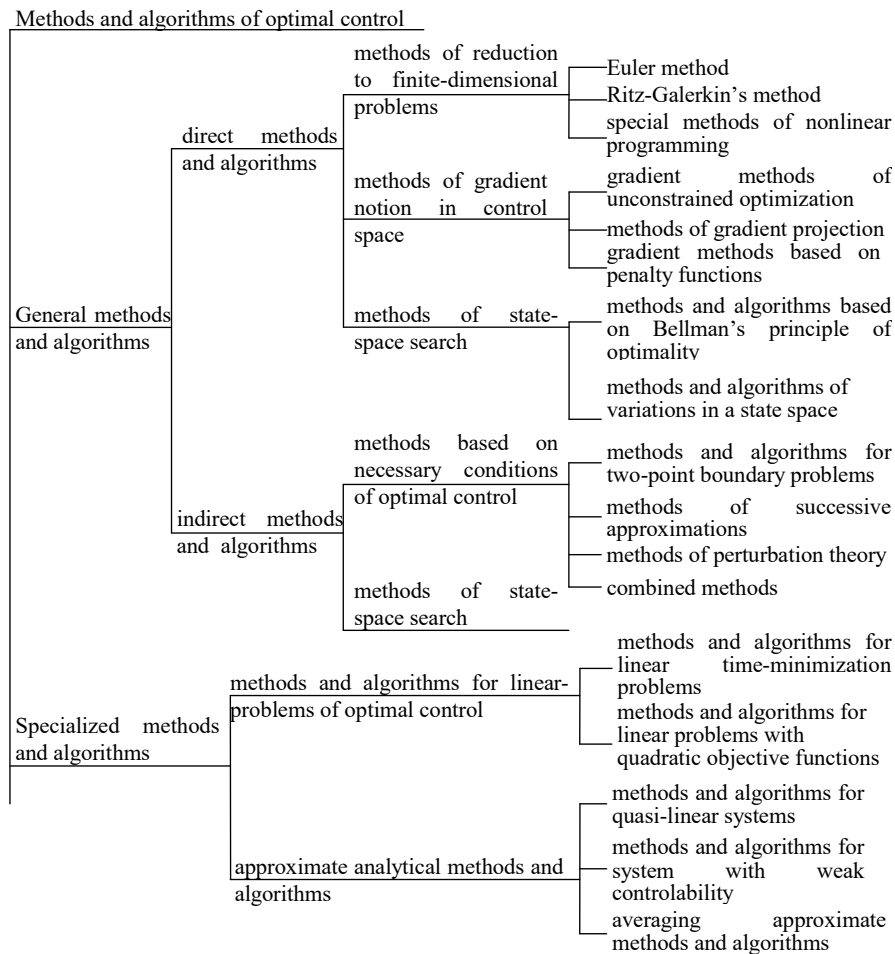 Methods and algorithms of optimal control
General methods
and algorithms
direct methods
and algorithms
methods of reduction
to finite-dimensional
problems
Euler method
Ritz-Galerkin’s method
special methods of nonlinear
programming
methods of gradient
notion in control
space
gradient methods of
unconstrained optimization
methods of gradient projection
gradient methods based on
penalty functions
methods of state-
space search
methods and algorithms based
on Bellman’s principle of
optimality
methods and algorithms of
variations in a state space
indirect methods
and algorithms
methods based on
necessary conditions
of optimal control
methods and algorithms for
two-point boundary problems
methods of successive
approximations
methods of perturbation theory
combined methods
methods of state-
space search
Specialized methods
and algorithms
methods and algorithms for linear-
problems of optimal control
methods and algorithms for
linear time-minimization
problems
methods and algorithms for
linear problems with
quadratic objective functions
approximate analytical methods and
algorithms
methods and algorithms for
quasi-linear systems
methods and algorithms for
system with weak
controlability
averaging approximate
methods and algorithms